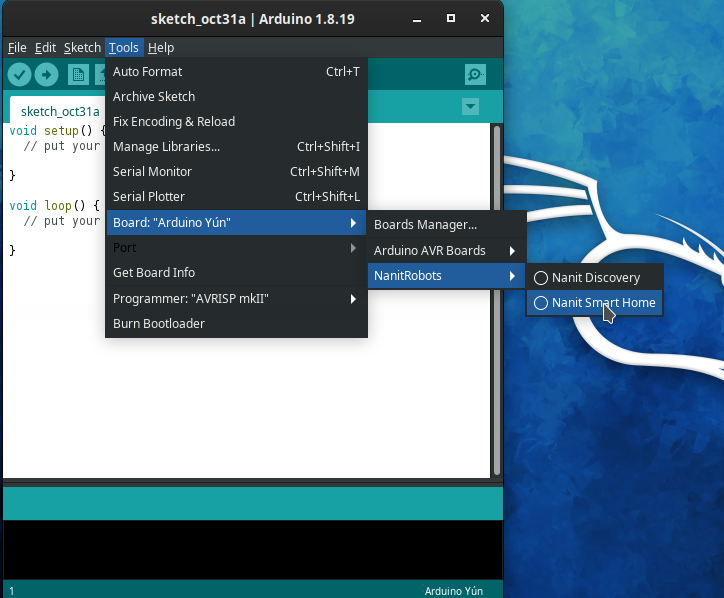 sketch_oct31a | Arduino 1.8.19
File Edit Sketch Tools Help
sketch_oct31a
void setup() {
// put your
}
void loop() {
// put your
}
Auto Format Ctrl+T
Archive Sketch
Fix Encoding & Reload
Manage Libraries... Ctrl+Shift+I
Serial Monitor Ctrl+Shift+M
Serial Plotter Ctrl+Shift+L
Board: "Arduino Yún"
Port
Get Board Info
Programmer: "AVRISP mkII"
Burn Bootloader
Boards Manager...
Arduino AVR Boards
NanitRobots
Nanit Discovery
Nanit Smart Home
1 Arduino Yún